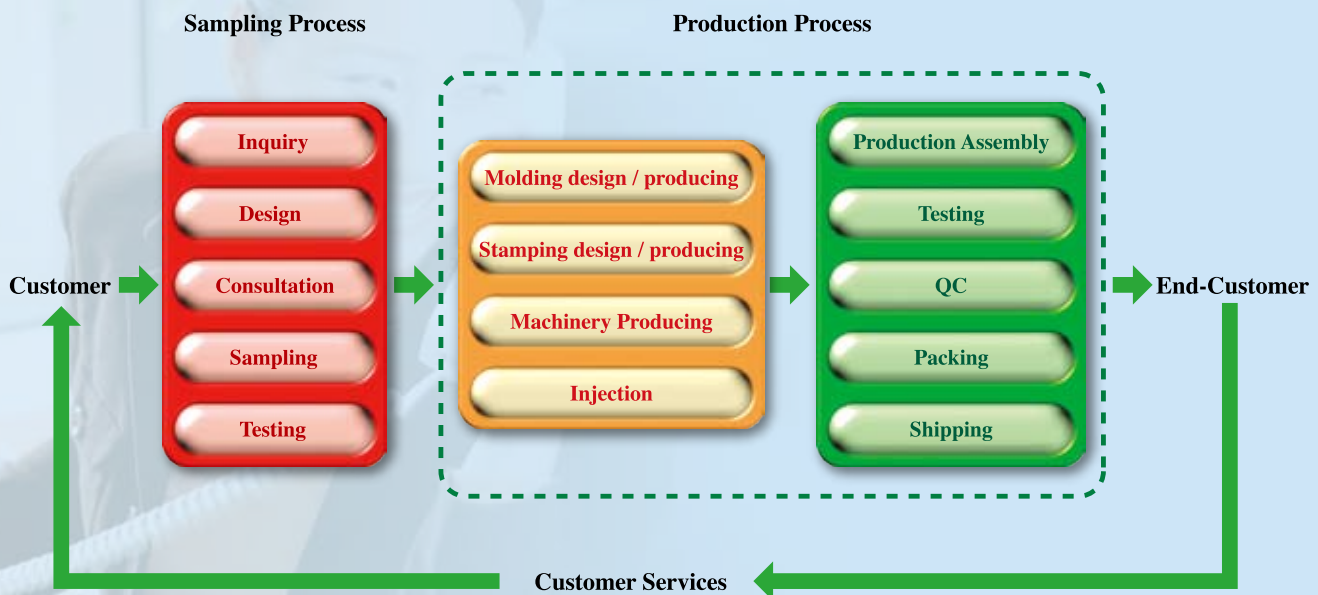 Sampling Process
Production Process
Customer
Inquiry
Design
Consultation
Sampling
Testing
Molding design / producing
Stamping design / producing
Machinery Producing
Injection
Production Assembly
Testing
QC
Packing
Shipping
End-Customer
Customer Services